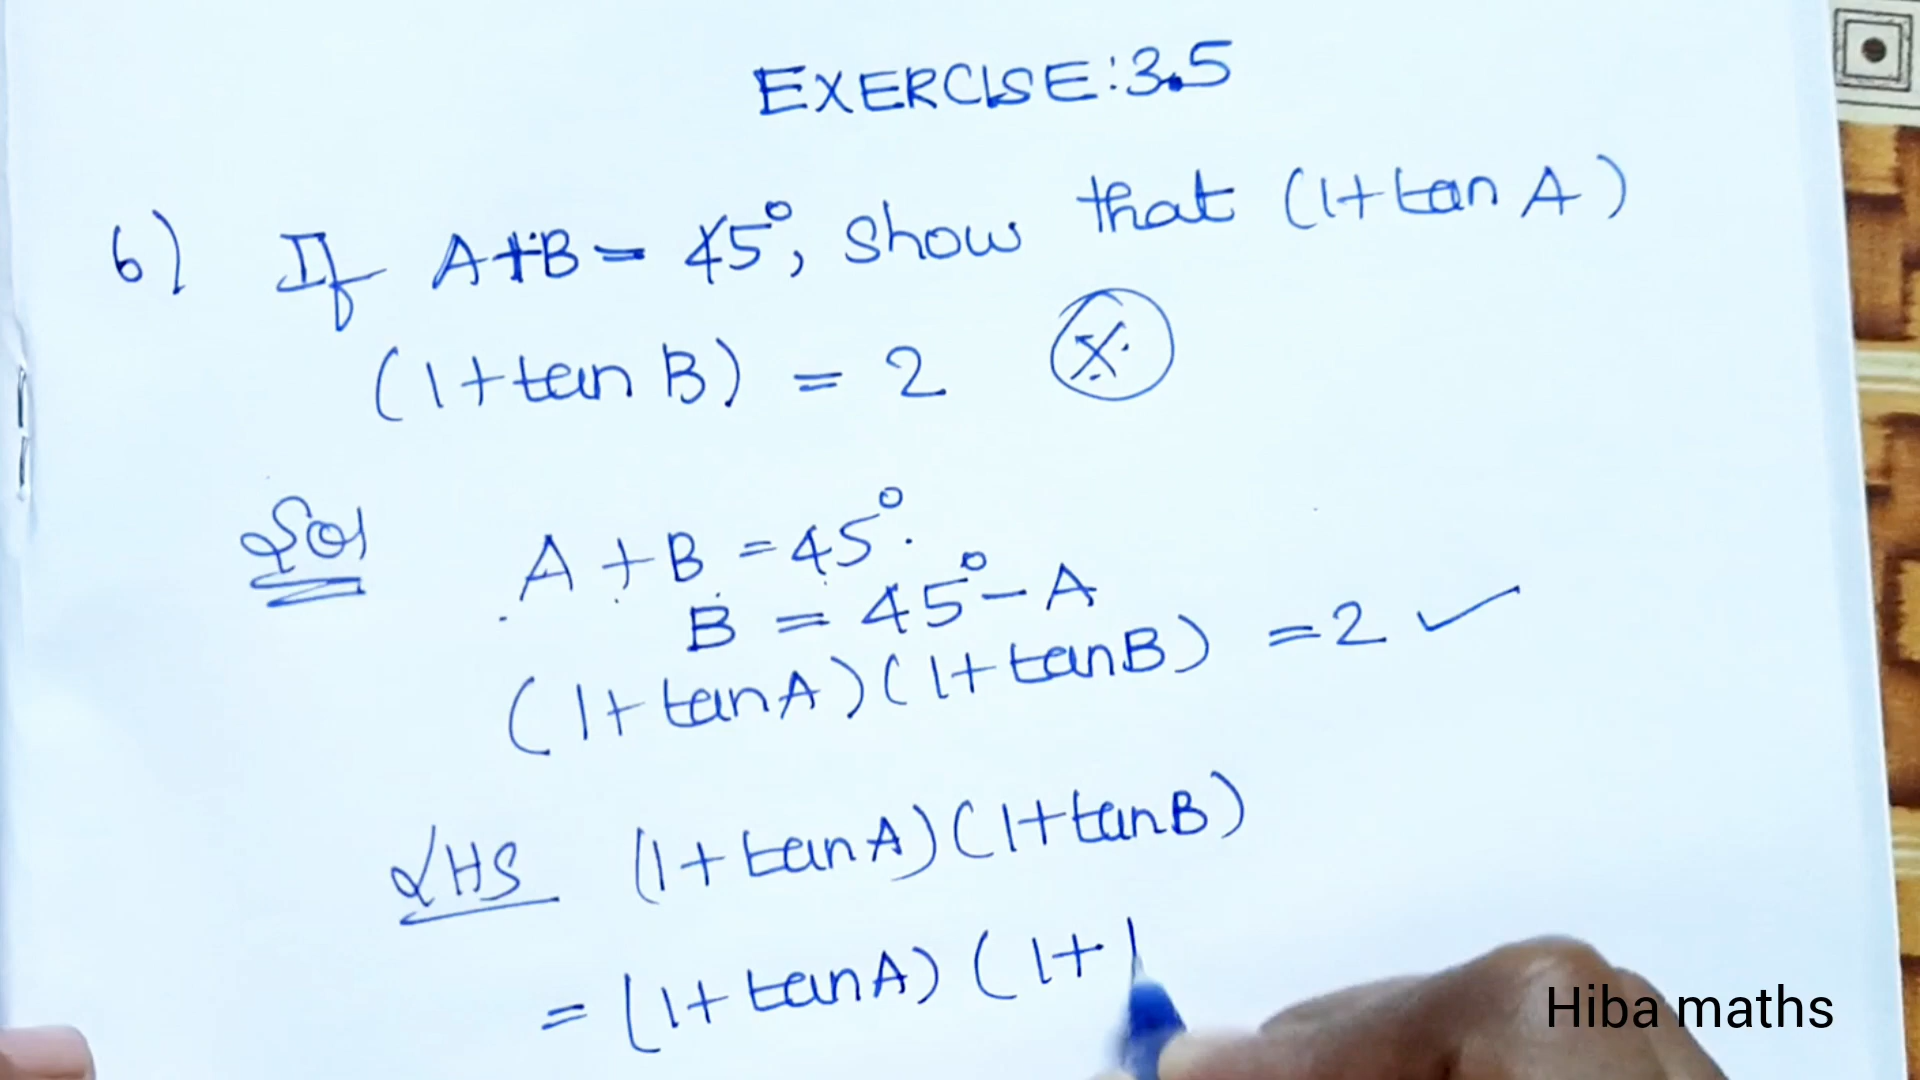 EXERCISE:3.5
6) If A+B = 45°, show that (1+tan A)
(1+tan B) = 2
Sol A+B = 45°.
B = 45° - A
(1+tanA)(1+tanB) = 2 ✓
LHS (1+tanA)(1+tanB)
= (1+tanA) (1+
Hiba maths